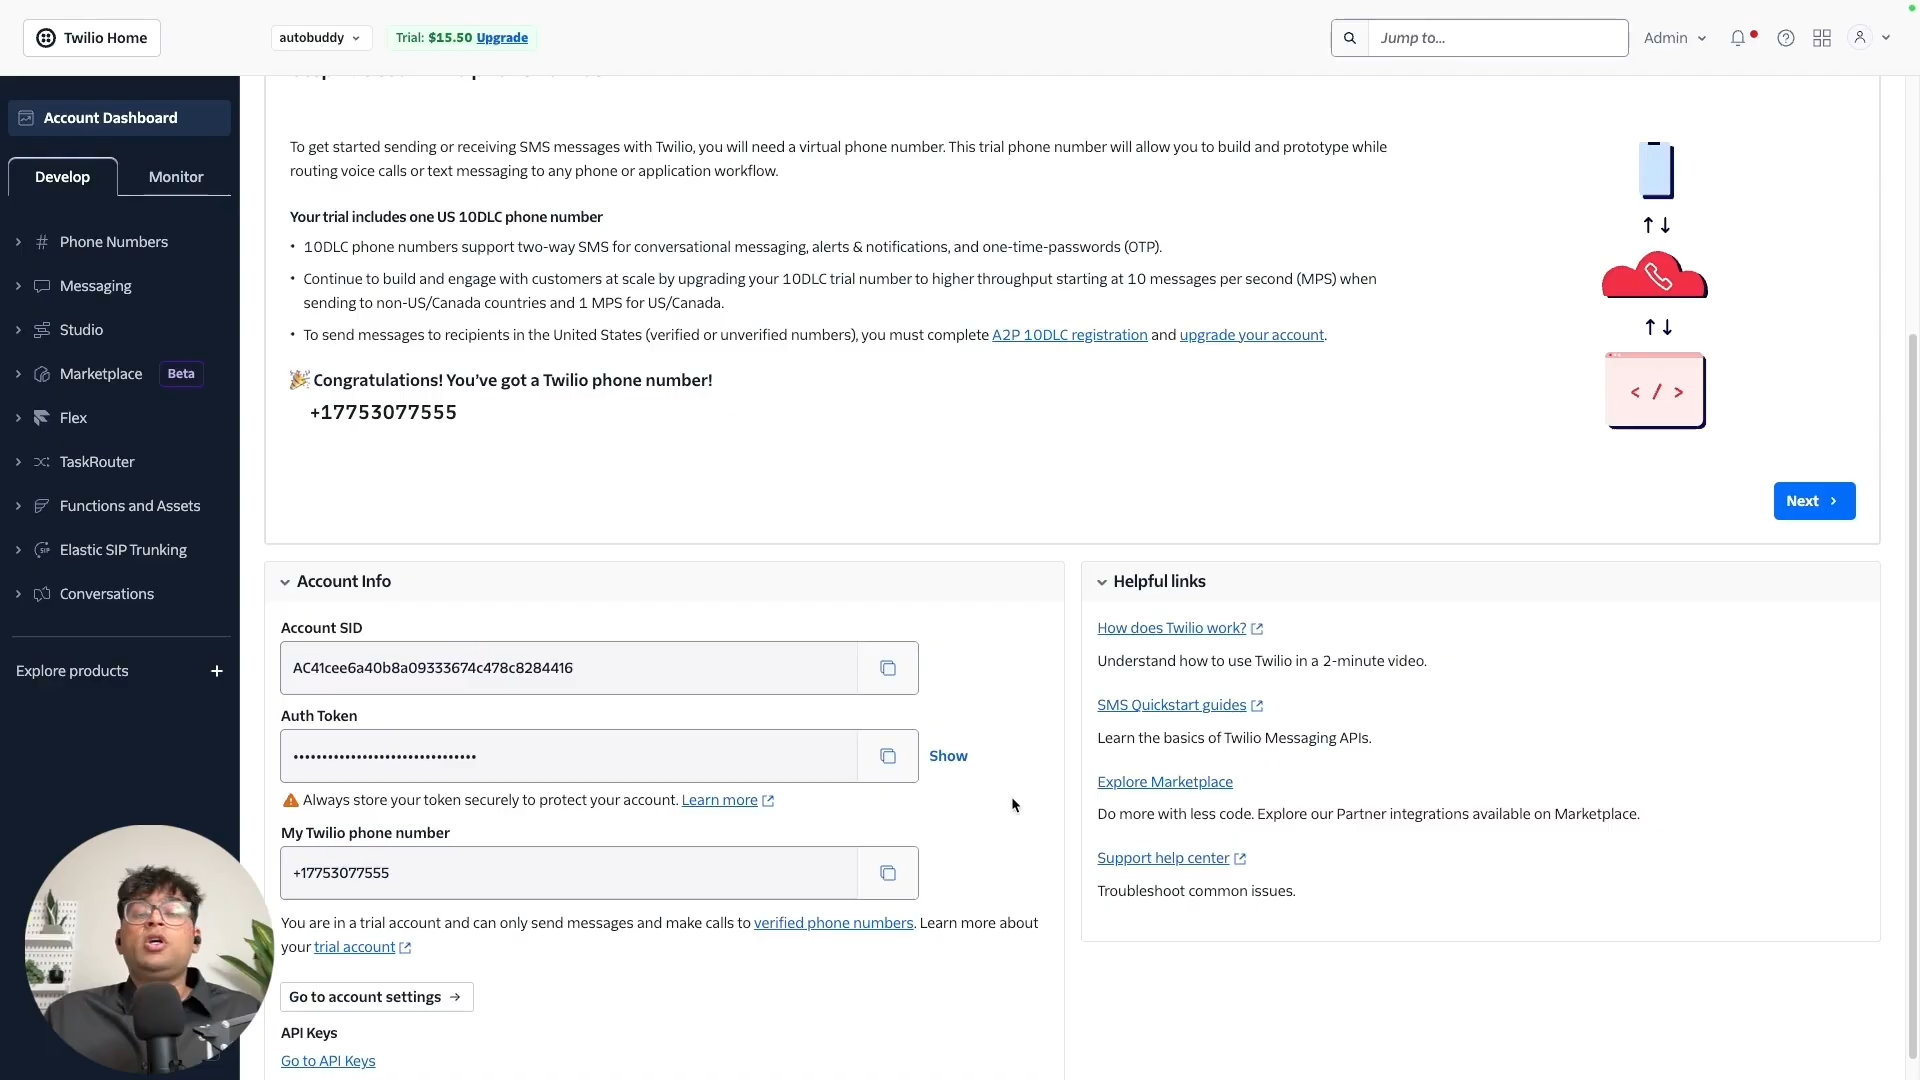 Twilio Home
autobuddy
Trial: $15.50 Upgrade
Jump to...
Admin
Account Dashboard
Develop
Monitor
Phone Numbers
Messaging
Studio
Marketplace
Beta
Flex
TaskRouter
Functions and Assets
Elastic SIP Trunking
Conversations
Explore products
To get started sending or receiving SMS messages with Twilio, you will need a virtual phone number. This trial phone number will allow you to build and prototype while
routing voice calls or text messaging to any phone or application workflow.
Your trial includes one US 10DLC phone number
• 10DLC phone numbers support two-way SMS for conversational messaging, alerts & notifications, and one-time-passwords (OTP).
• Continue to build and engage with customers at scale by upgrading your 10DLC trial number to higher throughput starting at 10 messages per second (MPS) when
sending to non-US/Canada countries and 1 MPS for US/Canada.
• To send messages to recipients in the United States (verified or unverified numbers), you must complete A2P 10DLC registration and upgrade your account.
Congratulations! You've got a Twilio phone number!
+17753077555
< / >
Next
Account Info
Account SID
AC41cee6a40b8a09333674c478c8284416
Auth Token
••••••••••••••••••••••••••••••••
Show
Always store your token securely to protect your account. Learn more
My Twilio phone number
+17753077555
You are in a trial account and can only send messages and make calls to verified phone numbers. Learn more about
your trial account
Go to account settings →
API Keys
Go to API Keys
Helpful links
How does Twilio work?
Understand how to use Twilio in a 2-minute video.
SMS Quickstart guides
Learn the basics of Twilio Messaging APIs.
Explore Marketplace
Do more with less code. Explore our Partner integrations available on Marketplace.
Support help center
Troubleshoot common issues.